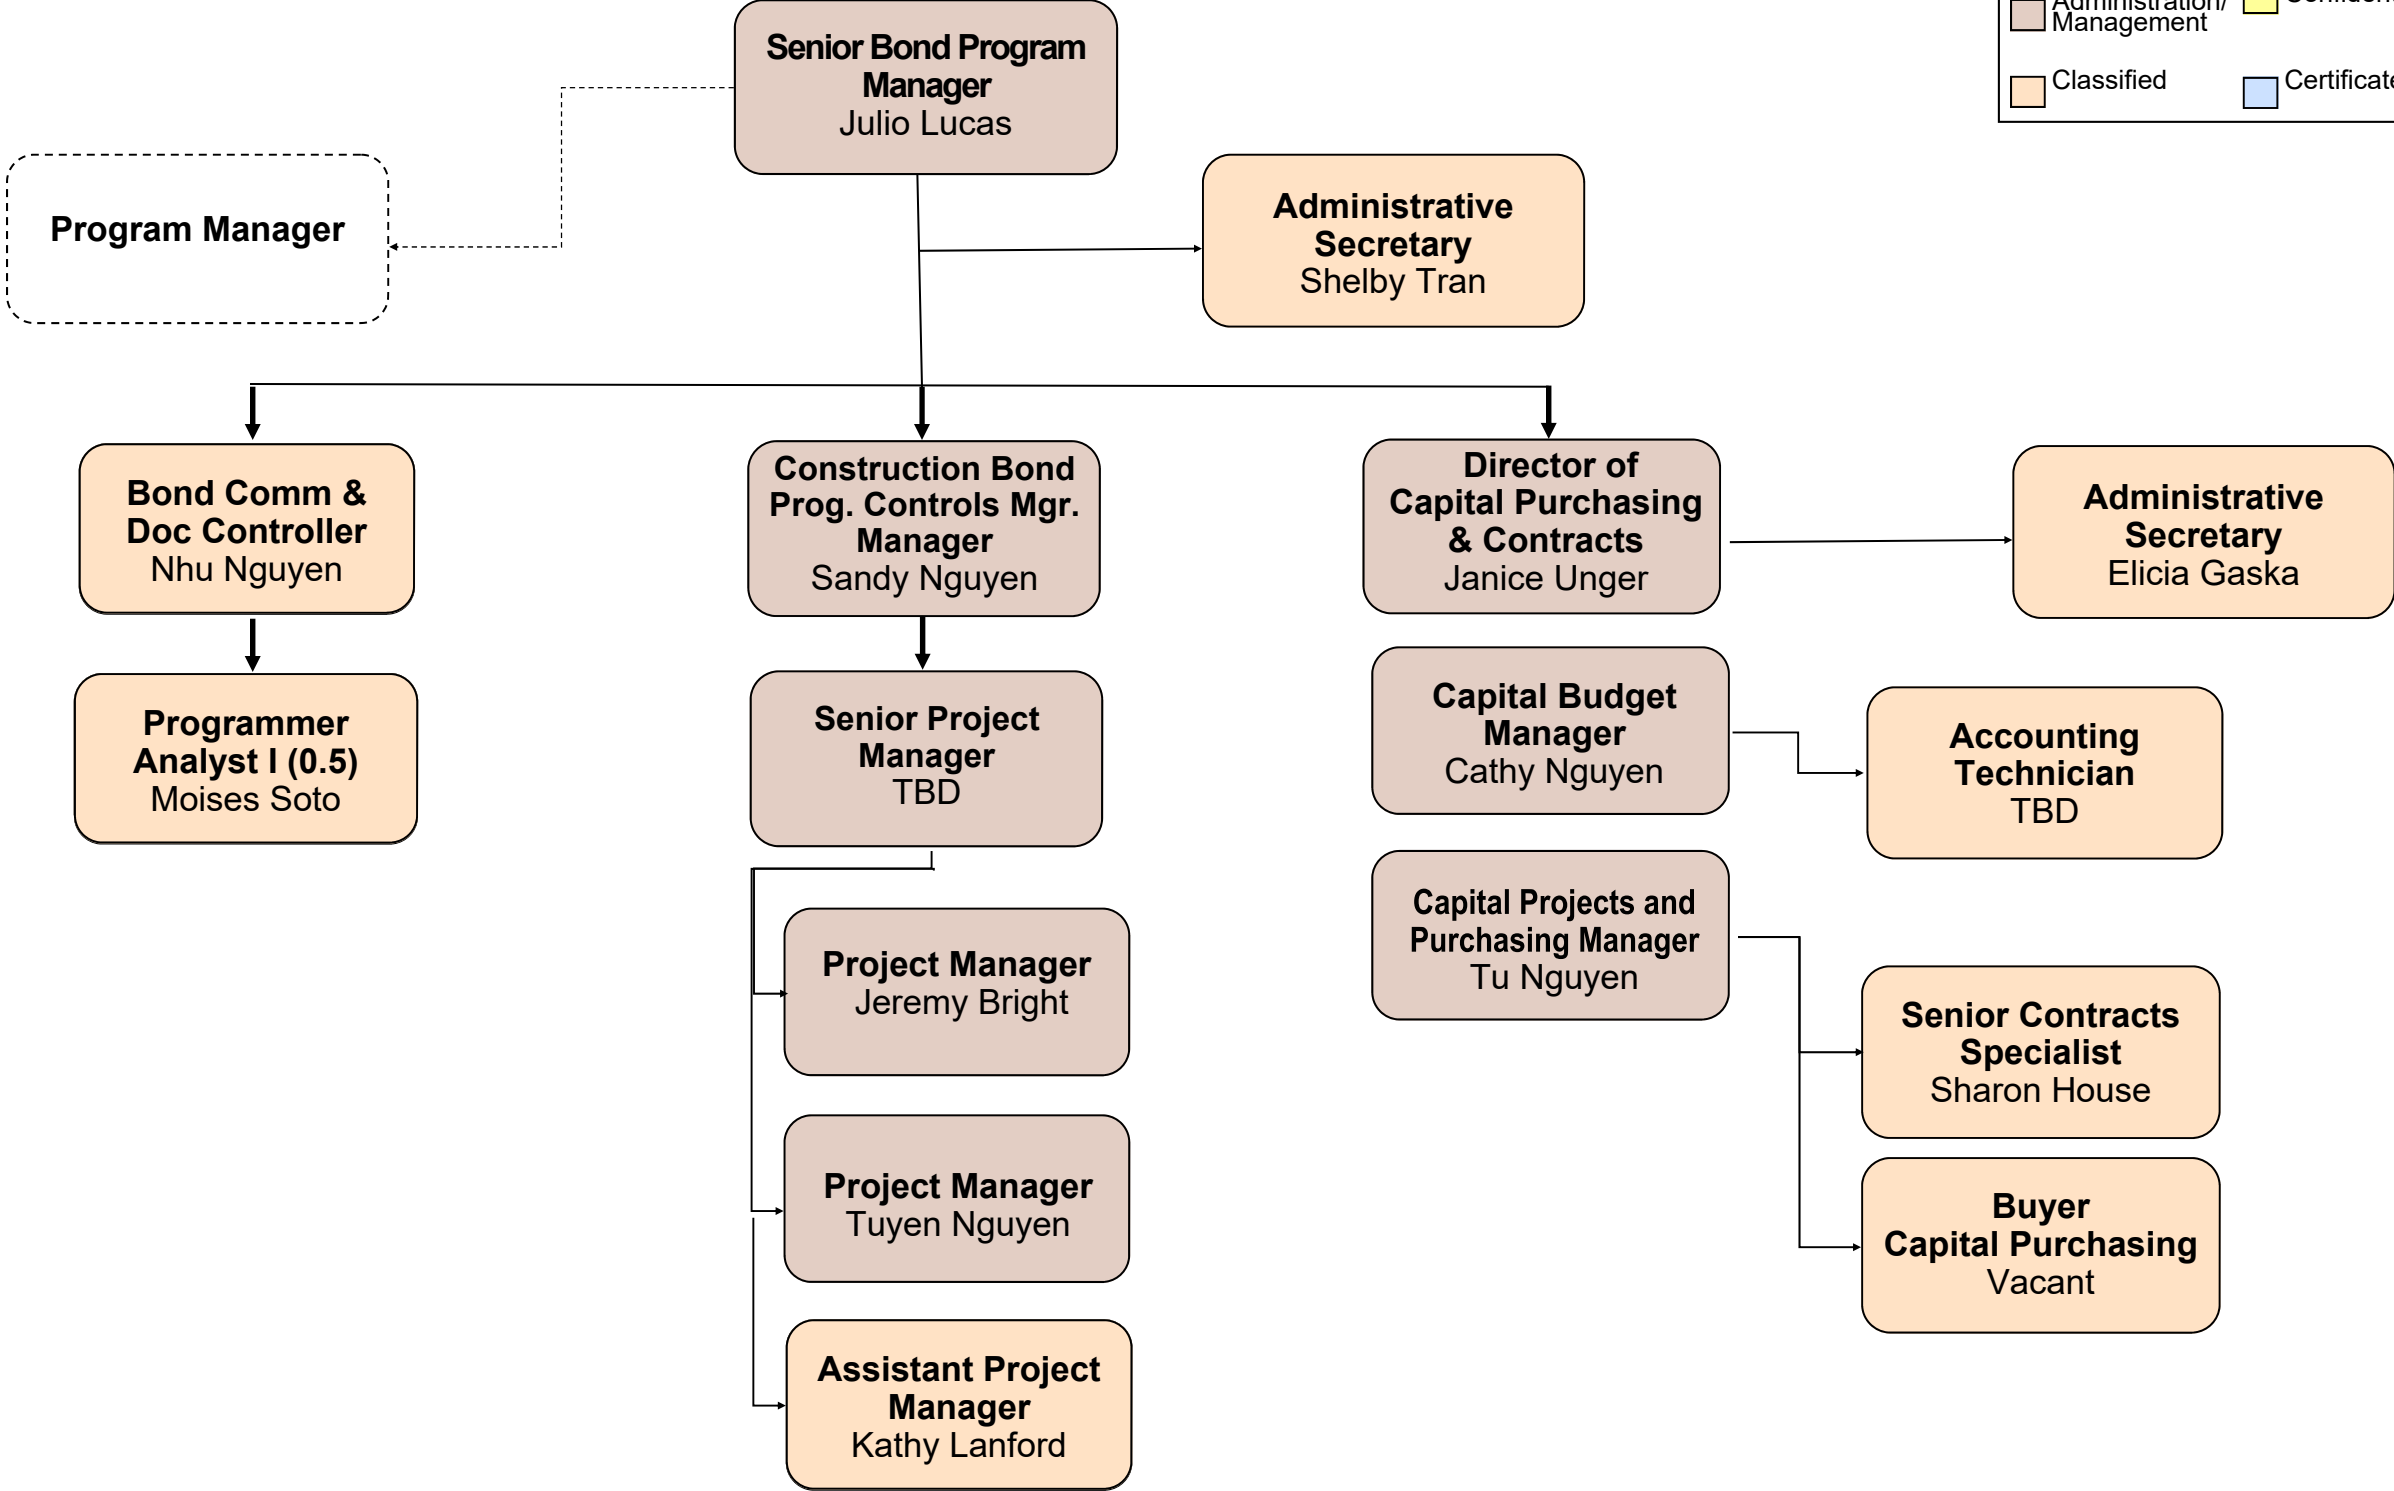 Senior Bond Program
Manager
Julio Lucas
Administration/
Management
Classified
Program Manager
Administrative
Secretary
Shelby Tran
Bond Comm &
Doc Controller
Nhu Nguyen
Construction Bond
Prog. Controls Mgr.
Manager
Sandy Nguyen
Director of
Capital Purchasing
& Contracts
Janice Unger
Administrative
Secretary
Elicia Gaska
Programmer
Analyst I (0.5)
Moises Soto
Senior Project
Manager
TBD
Capital Budget
Manager
Cathy Nguyen
Accounting
Technician
TBD
Capital Projects and
Purchasing Manager
Tu Nguyen
Project Manager
Jeremy Bright
Senior Contracts
Specialist
Sharon House
Project Manager
Tuyen Nguyen
Buyer
Capital Purchasing
Vacant
Assistant Project
Manager
Kathy Lanford